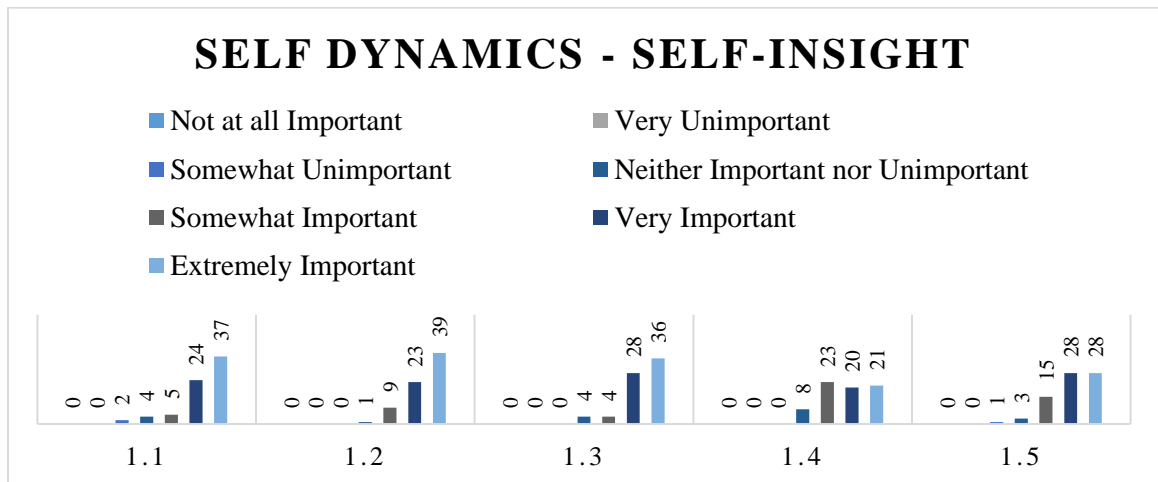 SELF DYNAMICS - SELF-INSIGHT
Not at all Important Very Unimportant
Somewhat Unimportant Neither Important nor Unimportant
Somewhat Important Very Important
Extremely Important
0 0 2 4 5 24 37 0 0 0 1 9 23 39 0 0 0 4 4 28 36 0 0 0 8 23 20 21 0 0 1 3 15 28 28
1.1 1.2 1.3 1.4 1.5